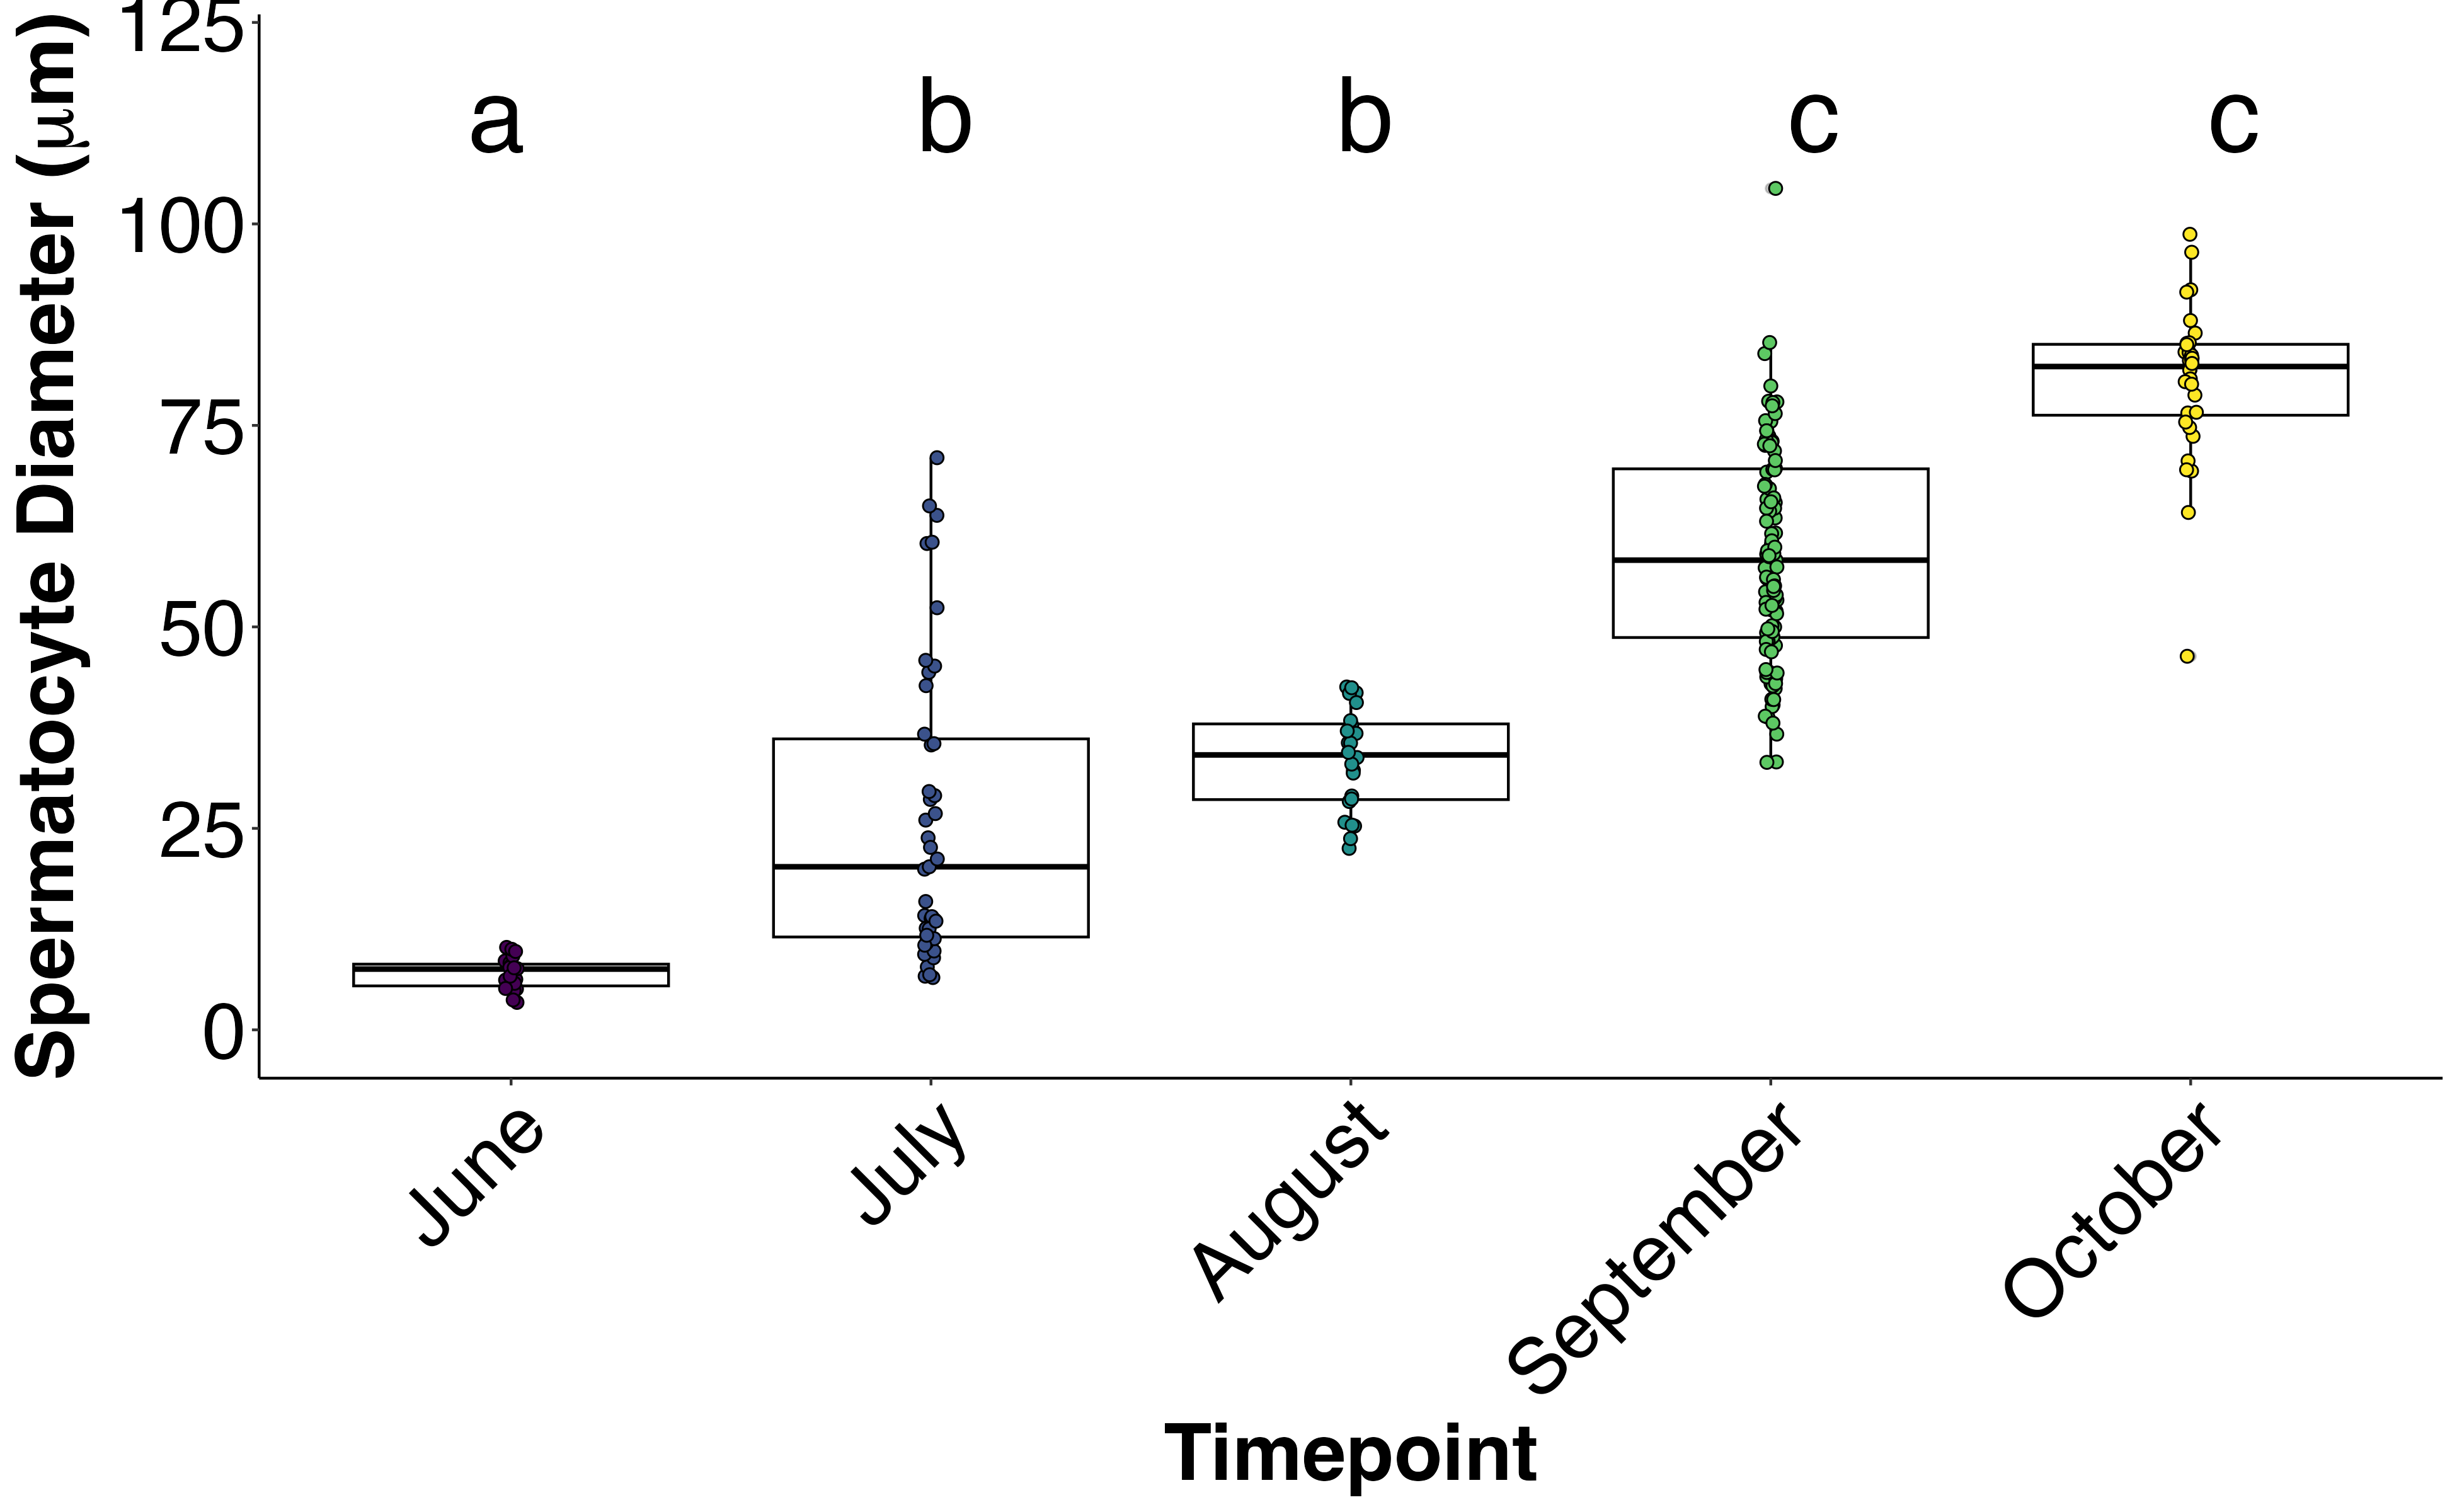 Spermatocyte Diameter (μm)
125
100
75
50
25
0
a b b c c
June July August September October
Timepoint